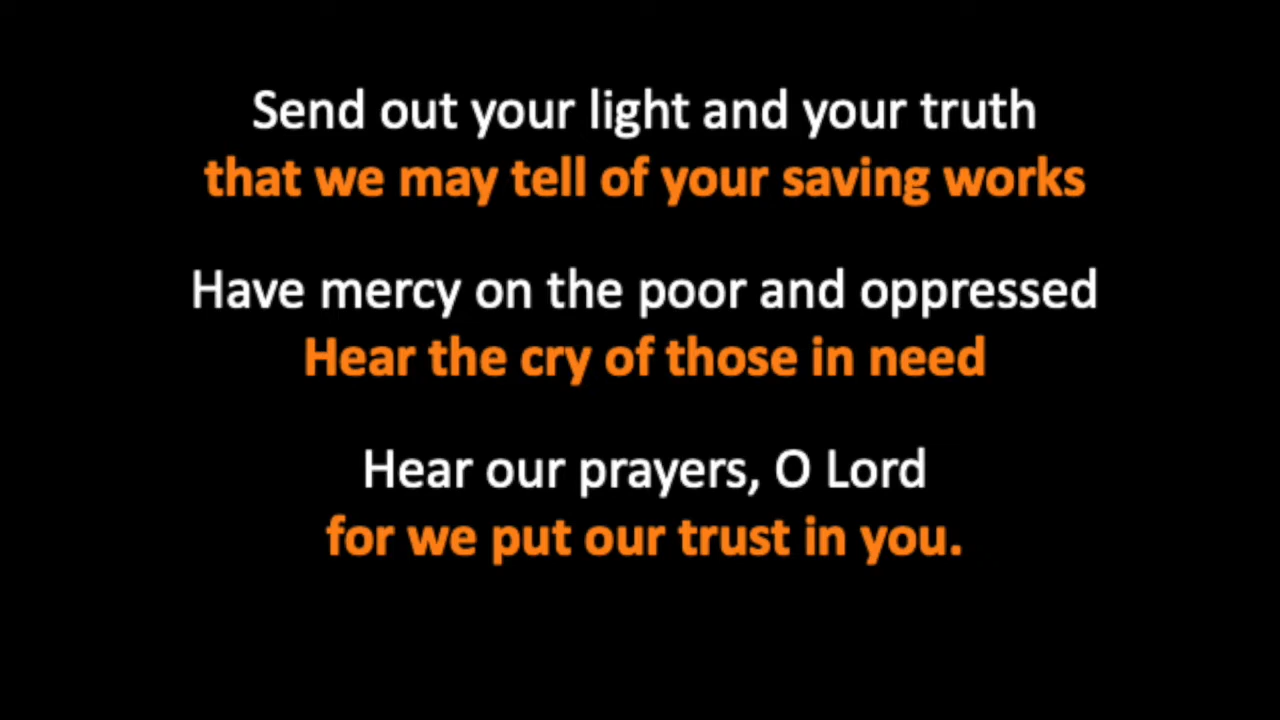 Send out your light and your truth
that we may tell of your saving works
Have mercy on the poor and oppressed
Hear the cry of those in need
Hear our prayers, O Lord
for we put our trust in you.